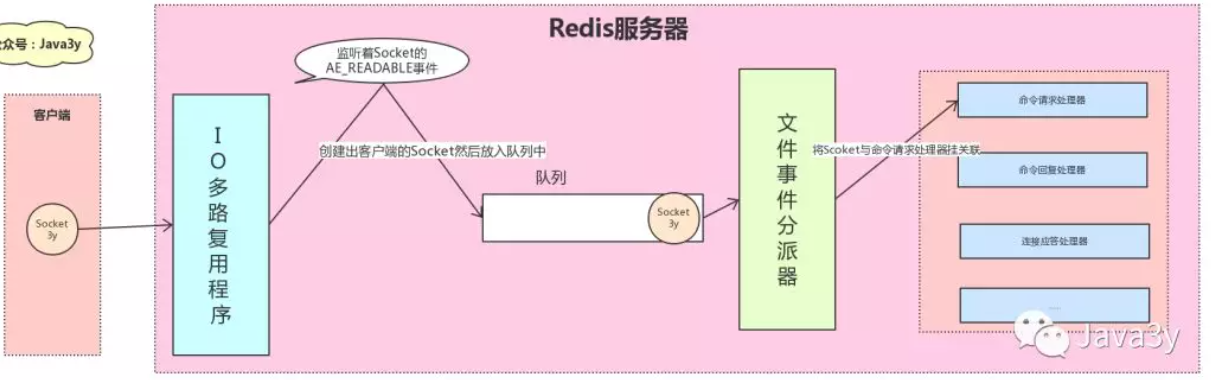 Redis服务器
众号：Java3y
监听着Socket的
AE_READABLE事件
客户端
IO多路复用程序
创建出客户端的Socket然后放入队列中
队列
Socket
3y
Socket
3y
文件事件分派器
将Scoket与命令请求处理器挂关联
命令请求处理器
命令回复处理器
连接应答处理器
......
Java3y